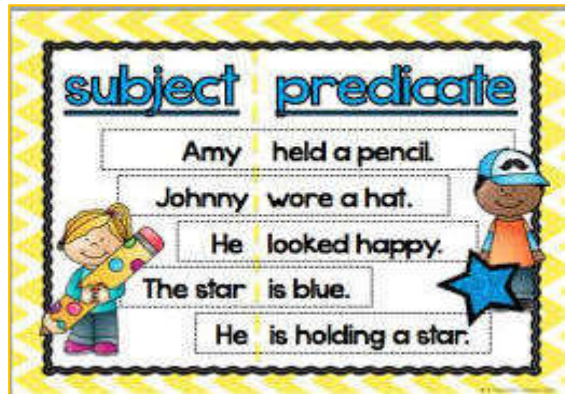 subject predicate
Amy held a pencil.
Johnny wore a hat.
He looked happy.
The star is blue.
He is holding a star.